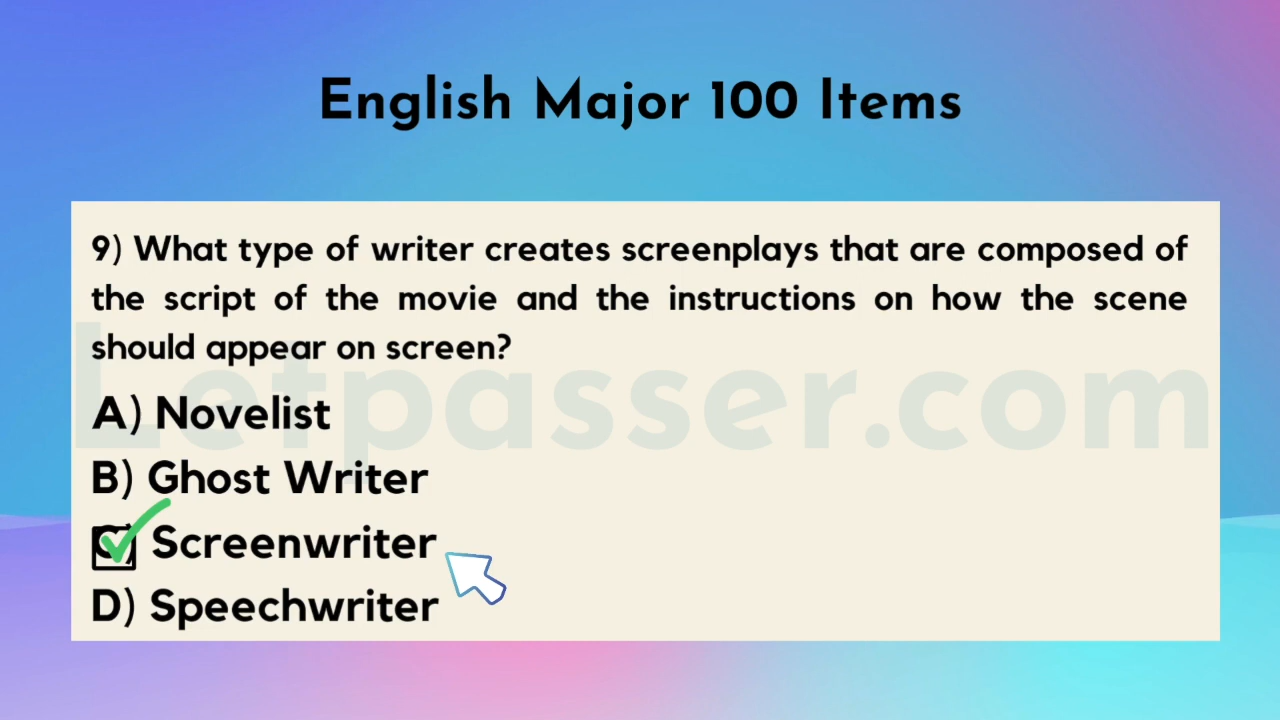 English Major 100 Items
9) What type of writer creates screenplays that are composed of
the script of the movie and the instructions on how the scene
should appear on screen?
Letpasser.com
A) Novelist
B) Ghost Writer
C) Screenwriter
D) Speechwriter